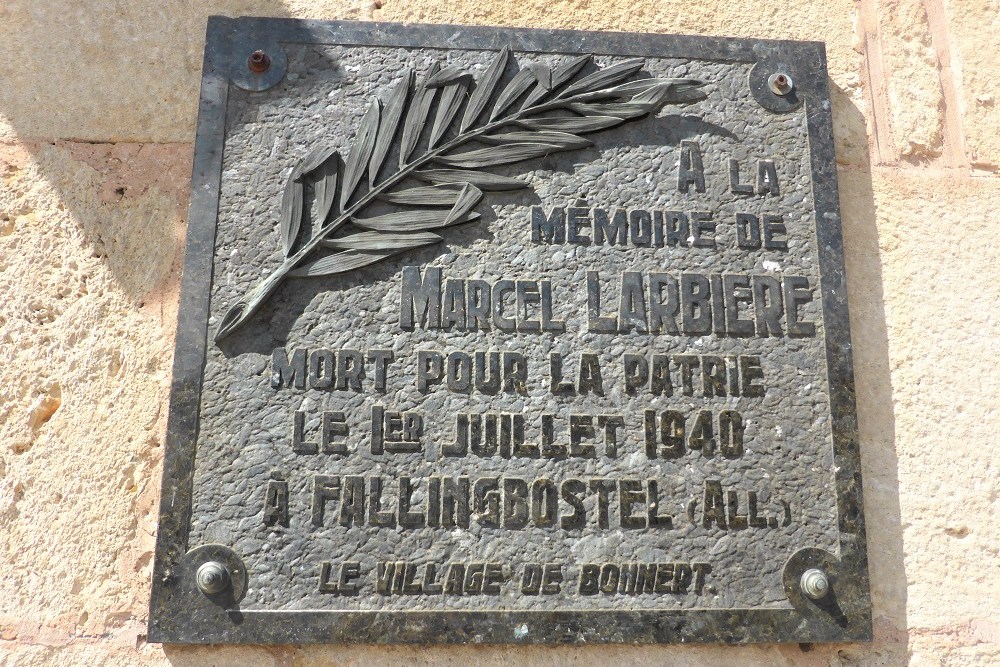 À LA
MÉMOIRE DE
MARCEL LARBIERE
MORT POUR LA PATRIE
LE 1ER JUILLET 1940
À FALLINGBOSTEL (ALL.)
LE VILLAGE DE BONNERT.